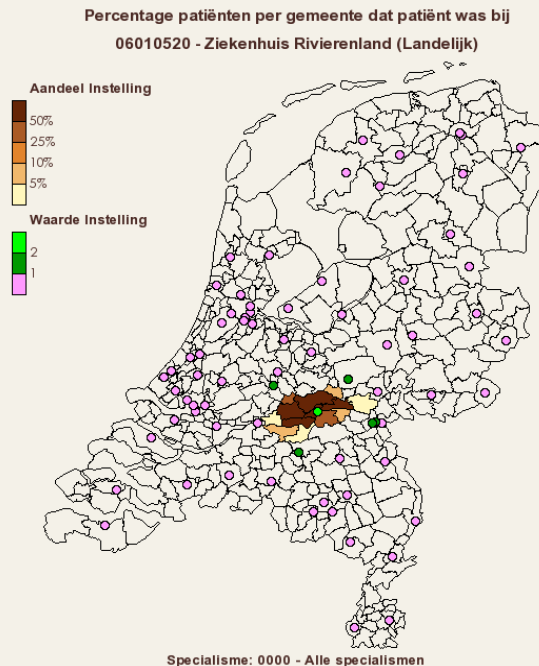 Percentage patiënten per gemeente dat patiënt was bij
06010520 - Ziekenhuis Rivierenland (Landelijk)
Aandeel Instelling
50%
25%
10%
5%
Waarde Instelling
2
1
Specialisme: 0000 - Alle specialismen